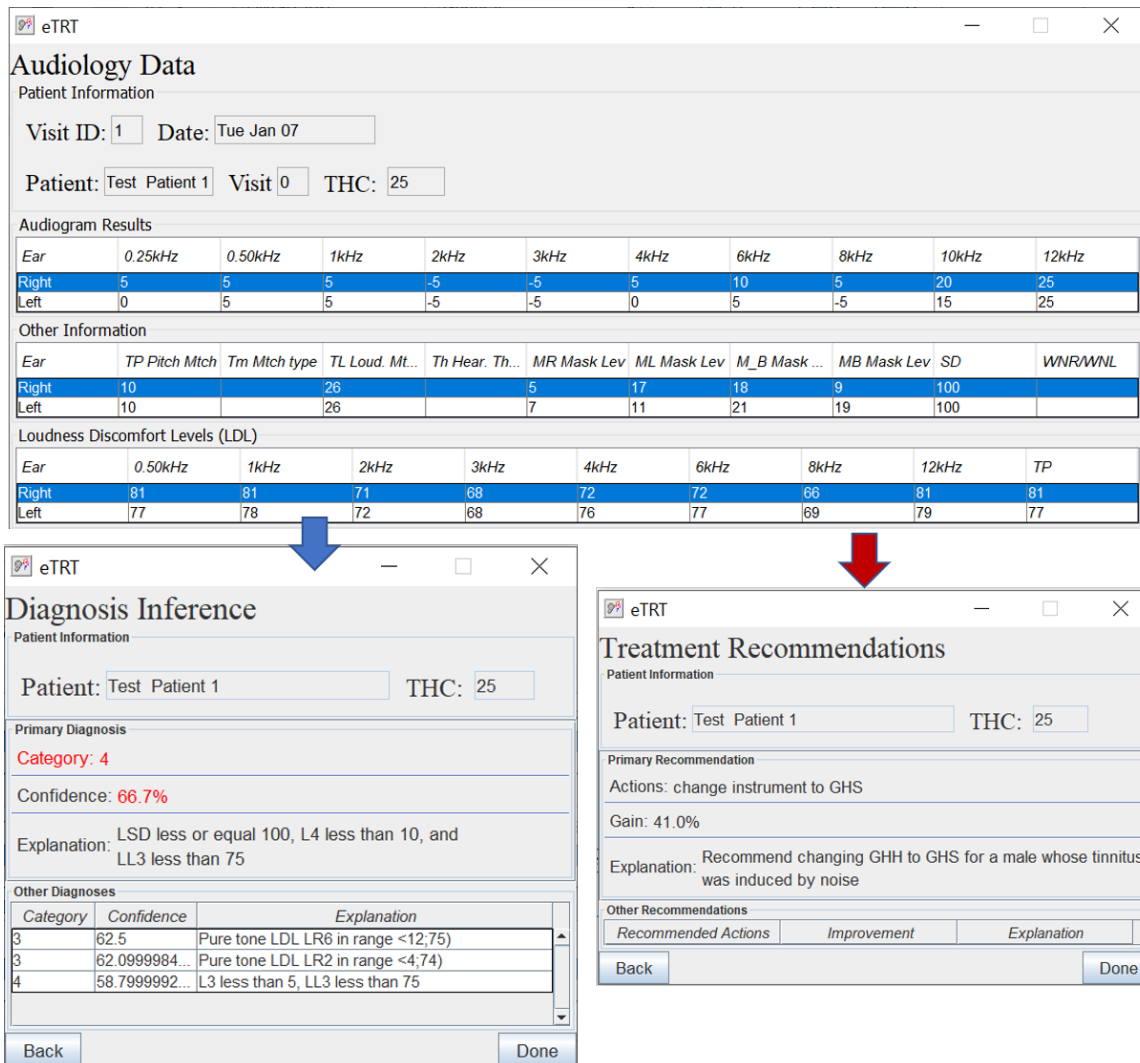 eTRT
Audiology Data
Patient Information
Visit ID: 1 Date: Tue Jan 07
Patient: Test Patient 1 Visit 0 THC: 25
Audiogram Results
Ear 0.25kHz 0.50kHz 1kHz 2kHz 3kHz 4kHz 6kHz 8kHz 10kHz 12kHz
Right 5 5 5 -5 -5 5 10 5 20 25
Left 0 5 5 -5 -5 0 5 -5 15 25
Other Information
Ear TP Pitch Mtch Tm Mtch type TL Loud. Mt... Th Hear. Th... MR Mask Lev ML Mask Lev M_B Mask ... MB Mask Lev SD WNR/WNL
Right 10 26 5 17 18 9 100
Left 10 26 7 11 21 19 100
Loudness Discomfort Levels (LDL)
Ear 0.50kHz 1kHz 2kHz 3kHz 4kHz 6kHz 8kHz 12kHz TP
Right 81 81 71 68 72 72 66 81 81
Left 77 78 72 68 76 77 69 79 77
eTRT
Diagnosis Inference
Patient Information
Patient: Test Patient 1 THC: 25
Primary Diagnosis
Category: 4
Confidence: 66.7%
Explanation: LSD less or equal 100, L4 less than 10, and
LL3 less than 75
Other Diagnoses
Category Confidence Explanation
3 62.5 Pure tone LDL LR6 in range <12;75)
3 62.0999984... Pure tone LDL LR2 in range <4;74)
4 58.7999992... L3 less than 5, LL3 less than 75
Back Done
eTRT
Treatment Recommendations
Patient Information
Patient: Test Patient 1 THC: 25
Primary Recommendation
Actions: change instrument to GHS
Gain: 41.0%
Explanation: Recommend changing GHH to GHS for a male whose tinnitus
was induced by noise
Other Recommendations
Recommended Actions Improvement Explanation
Back Done